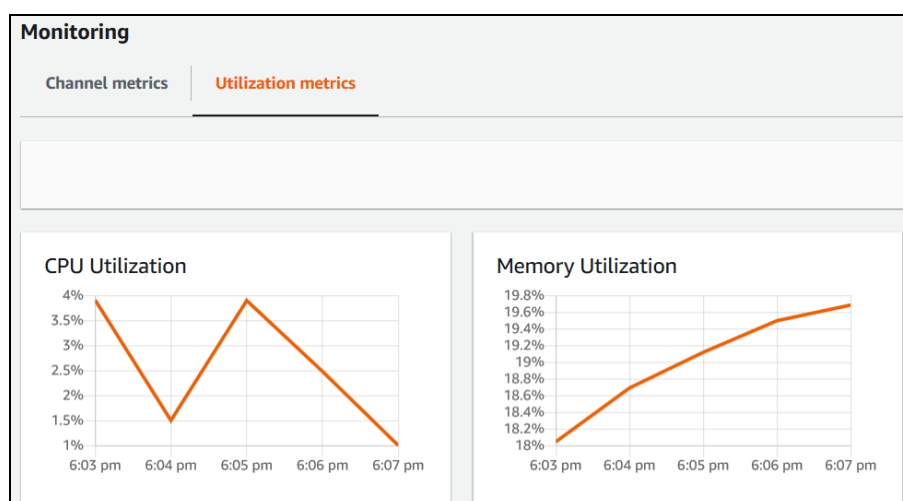 Monitoring
Channel metrics
Utilization metrics
CPU Utilization
4%
3.5%
3%
2.5%
2%
1.5%
1%
6:03 pm 6:04 pm 6:05 pm 6:06 pm 6:07 pm
Memory Utilization
19.8%
19.6%
19.4%
19.2%
19%
18.8%
18.6%
18.4%
18.2%
18%
6:03 pm 6:04 pm 6:05 pm 6:06 pm 6:07 pm